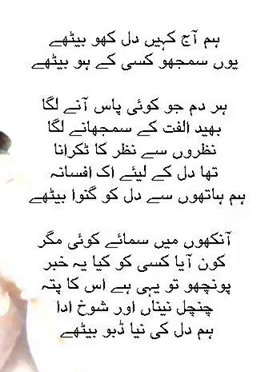 ہم آج کہیں دل کھو بیٹھے
یوں سمجھو کسی کے ہو بیٹھے
ہر دم جو کوئی پاس آنے لگا
بھید الفت کے سمجھانے لگا
نظروں سے نظر کا ٹکرانا
تھا دل کے لیئے اک افسانہ
ہم ہاتھوں سے دل کو گنوا بیٹھے
آنکھوں میں سمائے کوئی مگر
کون آیا کسی کو کیا یہ خبر
پونچھو تو یہی ہے اس کا پتہ
چنچل نیناں اور شوخ ادا
ہم دل کی نیا ڈبو بیٹھے